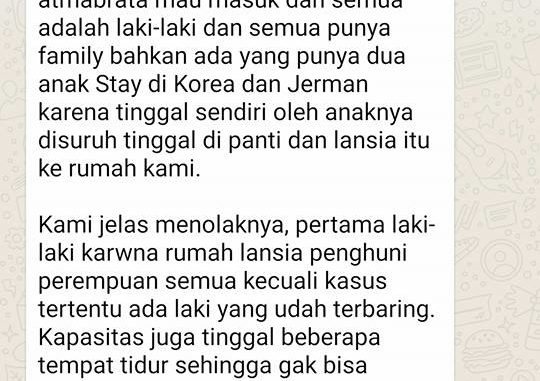 atmabrata mau masuk dan semua
adalah laki-laki dan semua punya
family bahkan ada yang punya dua
anak Stay di Korea dan Jerman
karena tinggal sendiri oleh anaknya
disuruh tinggal di panti dan lansia itu
ke rumah kami.
Kami jelas menolaknya, pertama laki-
laki karwna rumah lansia penghuni
perempuan semua kecuali kasus
tertentu ada laki yang udah terbaring.
Kapasitas juga tinggal beberapa
tempat tidur sehingga gak bisa